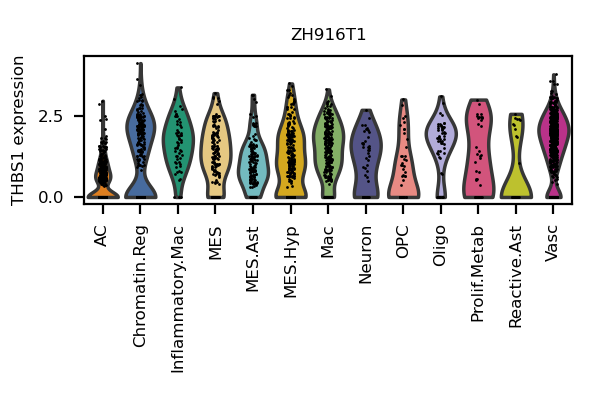 ZH916T1
THBS1 expression
2.5
0.0
AC
Chromatin.Reg
Inflammatory.Mac
MES
MES.Ast
MES.Hyp
Mac
Neuron
OPC
Oligo
Prolif.Metab
Reactive.Ast
Vasc